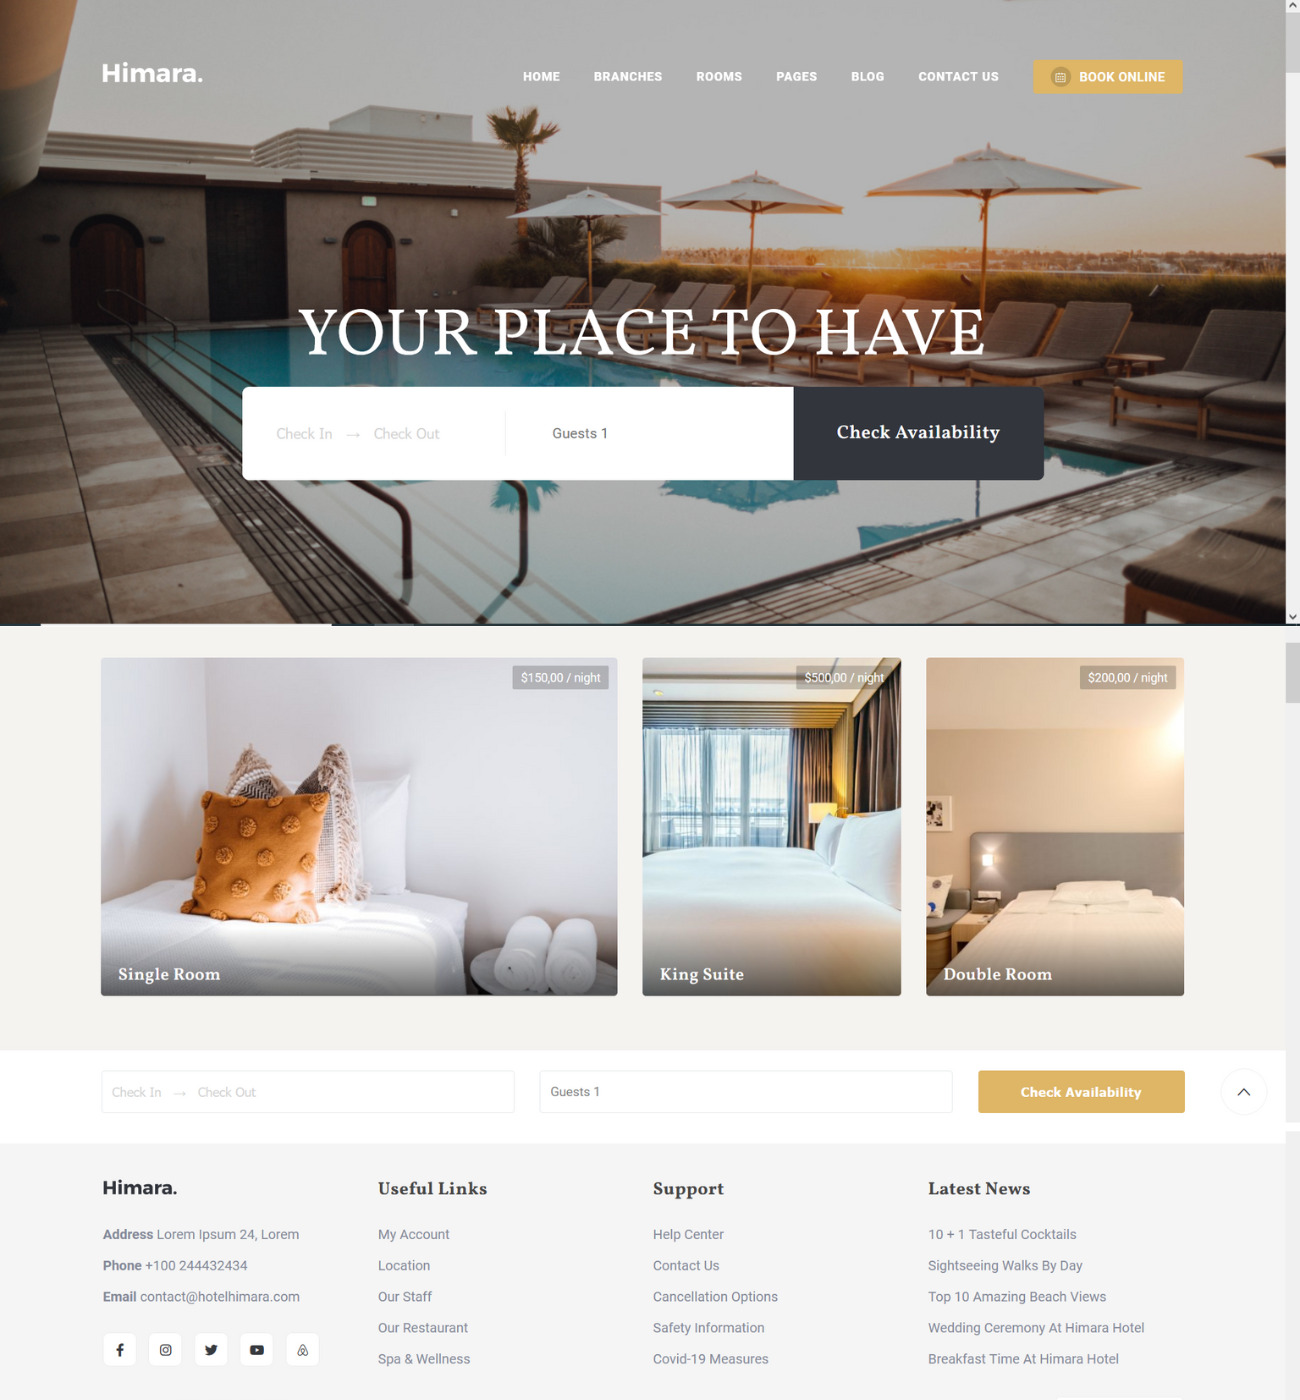 Himara.
HOME BRANCHES ROOMS PAGES BLOG CONTACT US BOOK ONLINE
YOUR PLACE TO HAVE
Check In → Check Out Guests 1 Check Availability
$150,00 / night $500,00 / night $200,00 / night
Single Room King Suite Double Room
Check In → Check Out Guests 1 Check Availability
Himara.
Address Lorem Ipsum 24, Lorem
Phone +100 244432434
Email contact@hotelhimara.com
Useful Links
My Account
Location
Our Staff
Our Restaurant
Spa & Wellness
Support
Help Center
Contact Us
Cancellation Options
Safety Information
Covid-19 Measures
Latest News
10 + 1 Tasteful Cocktails
Sightseeing Walks By Day
Top 10 Amazing Beach Views
Wedding Ceremony At Himara Hotel
Breakfast Time At Himara Hotel